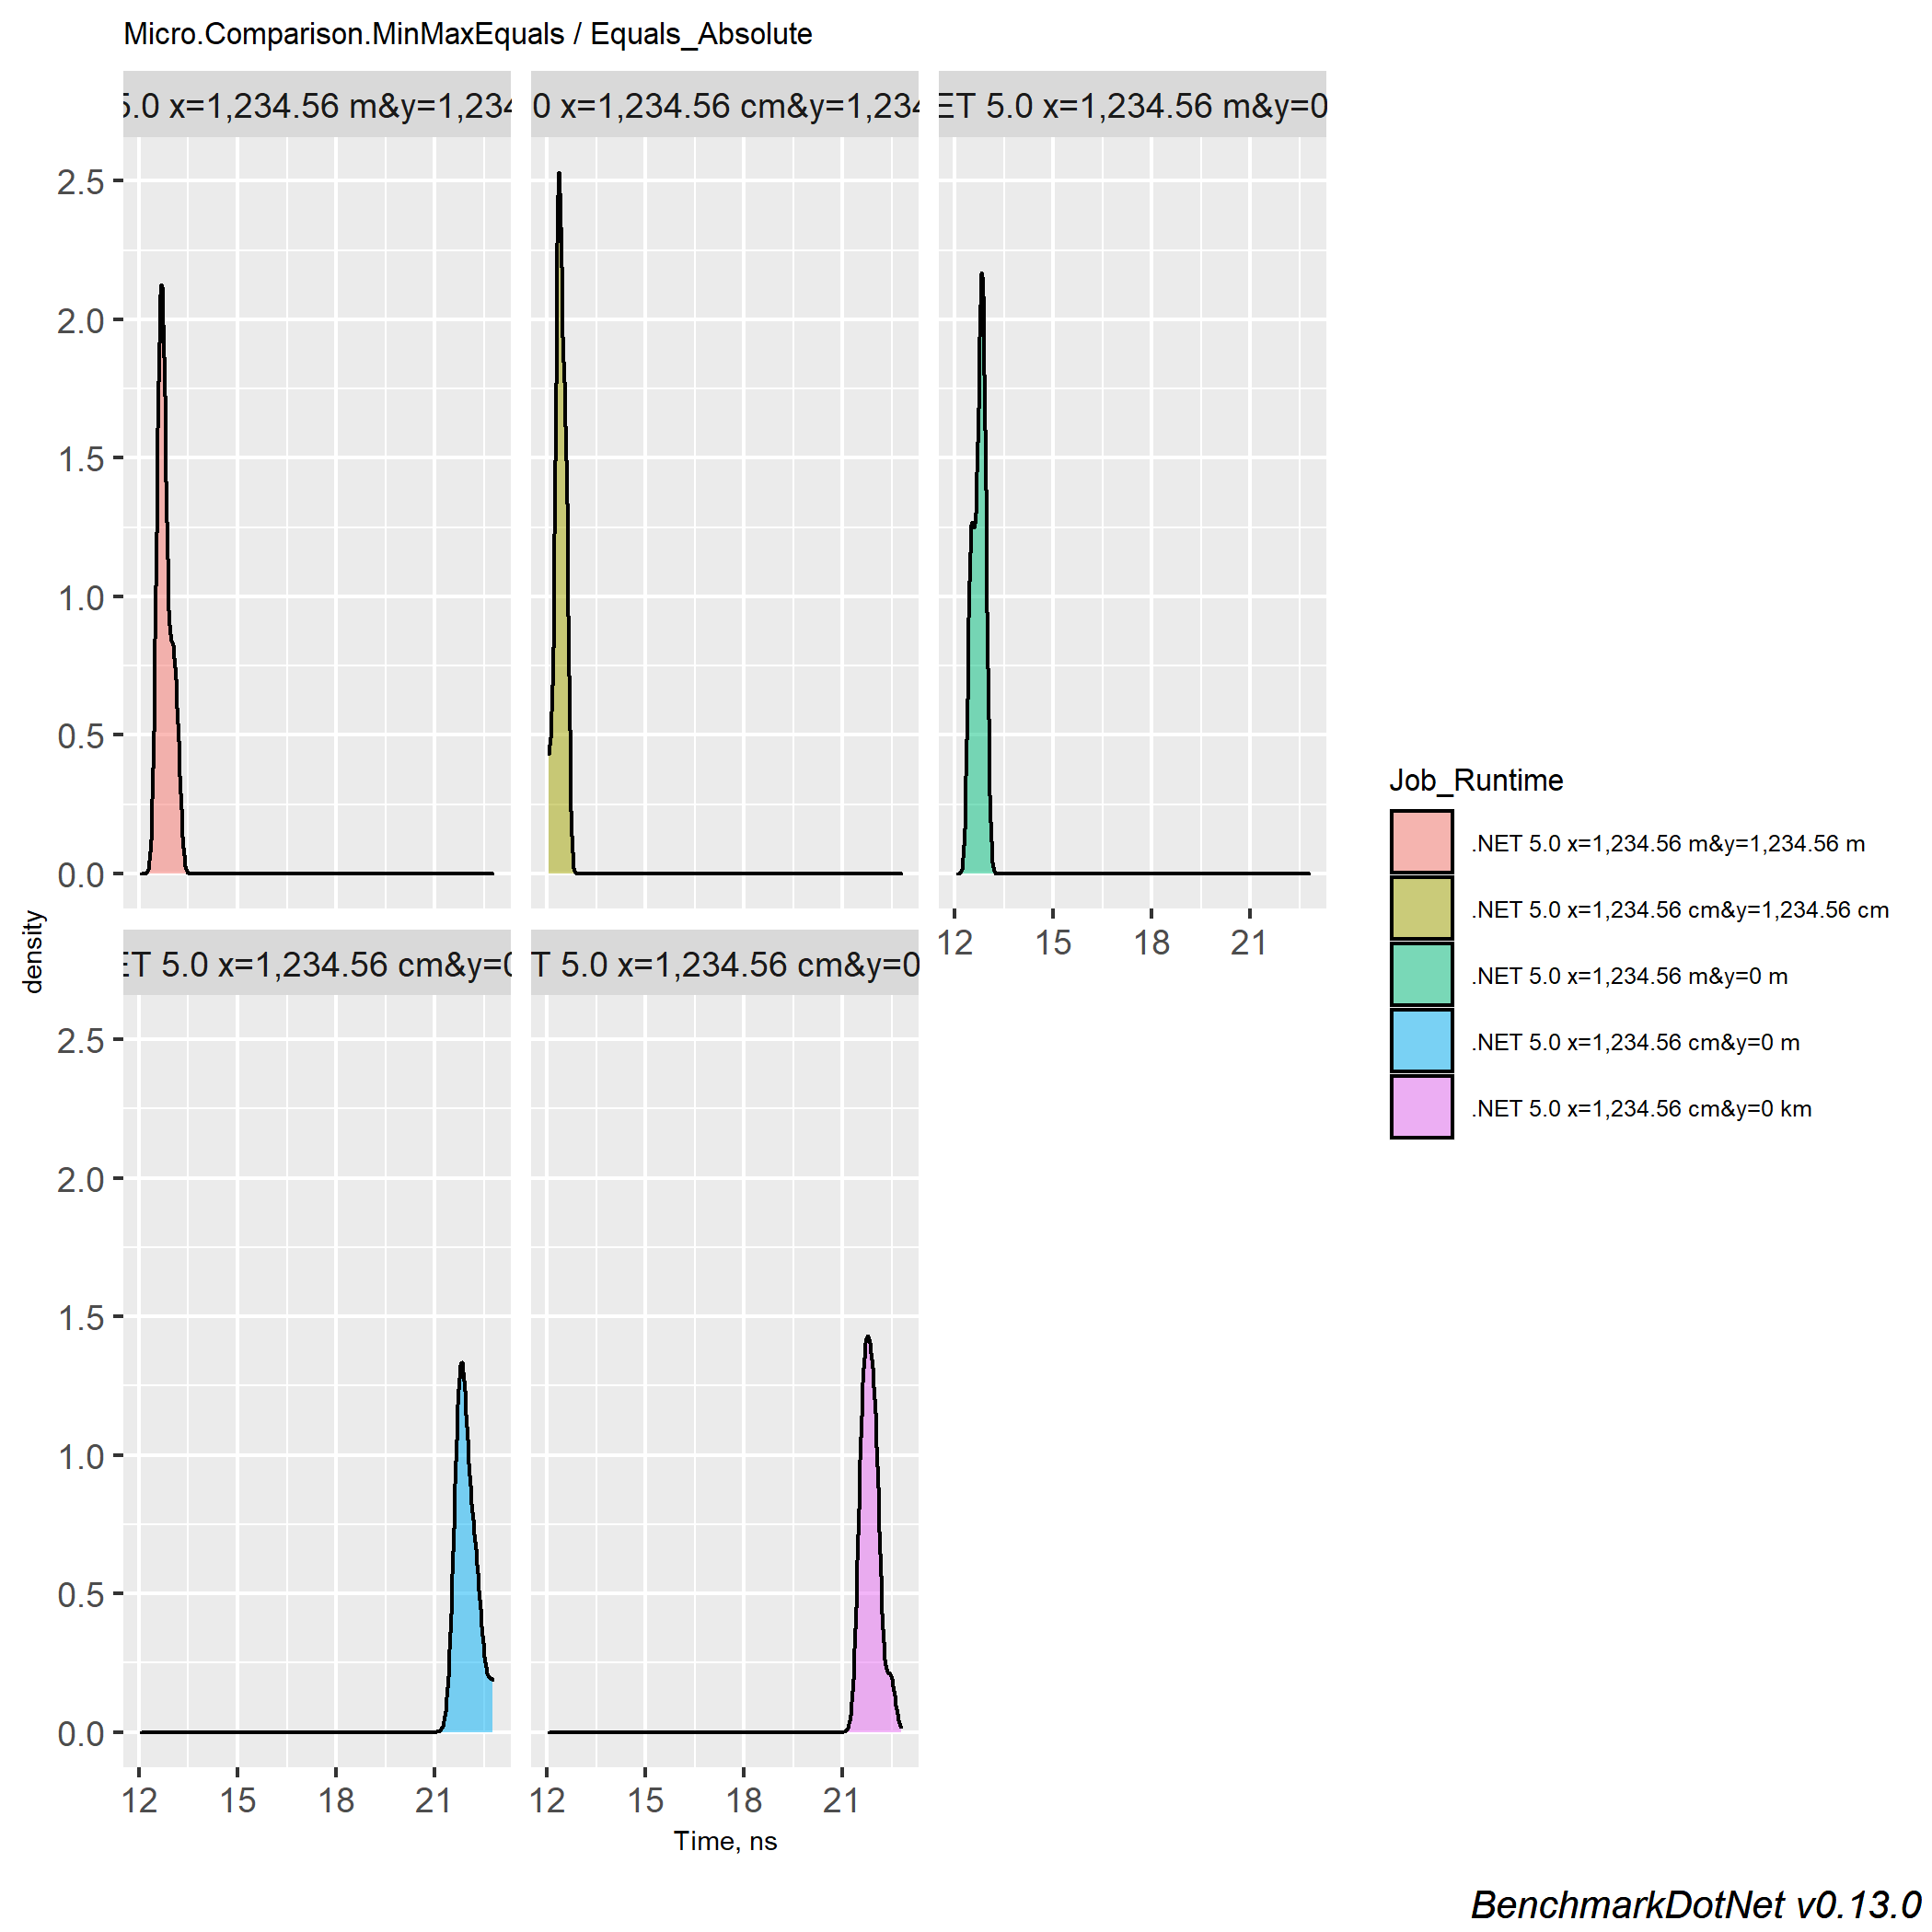 Micro.Comparison.MinMaxEquals / Equals_Absolute
5.0 x=1,234.56 m&y=1,234
0 x=1,234.56 cm&y=1,234
ET 5.0 x=1,234.56 m&y=0
2.5
2.0
1.5
1.0
0.5
0.0
12 15 18 21
density
ET 5.0 x=1,234.56 cm&y=0
T 5.0 x=1,234.56 cm&y=0
2.5
2.0
1.5
1.0
0.5
0.0
12 15 18 21
12 15 18 21
Time, ns
Job_Runtime
.NET 5.0 x=1,234.56 m&y=1,234.56 m
.NET 5.0 x=1,234.56 cm&y=1,234.56 cm
.NET 5.0 x=1,234.56 m&y=0 m
.NET 5.0 x=1,234.56 cm&y=0 m
.NET 5.0 x=1,234.56 cm&y=0 km
BenchmarkDotNet v0.13.0